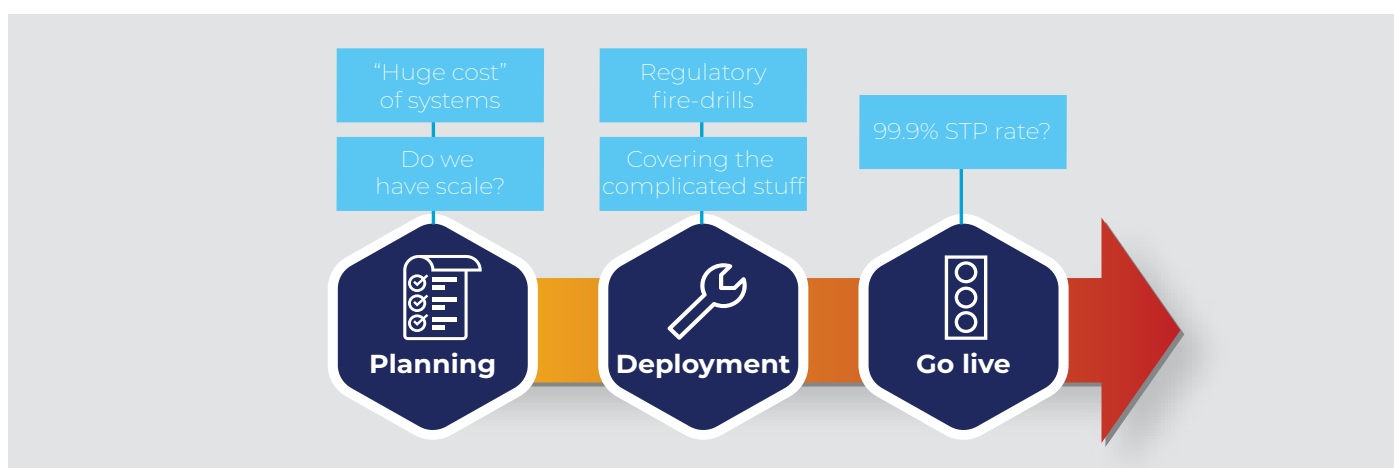 “Huge cost”
of systems
Do we
have scale?
Planning
Regulatory
fire-drills
Covering the
complicated stuff
Deployment
99.9% STP rate?
Go live